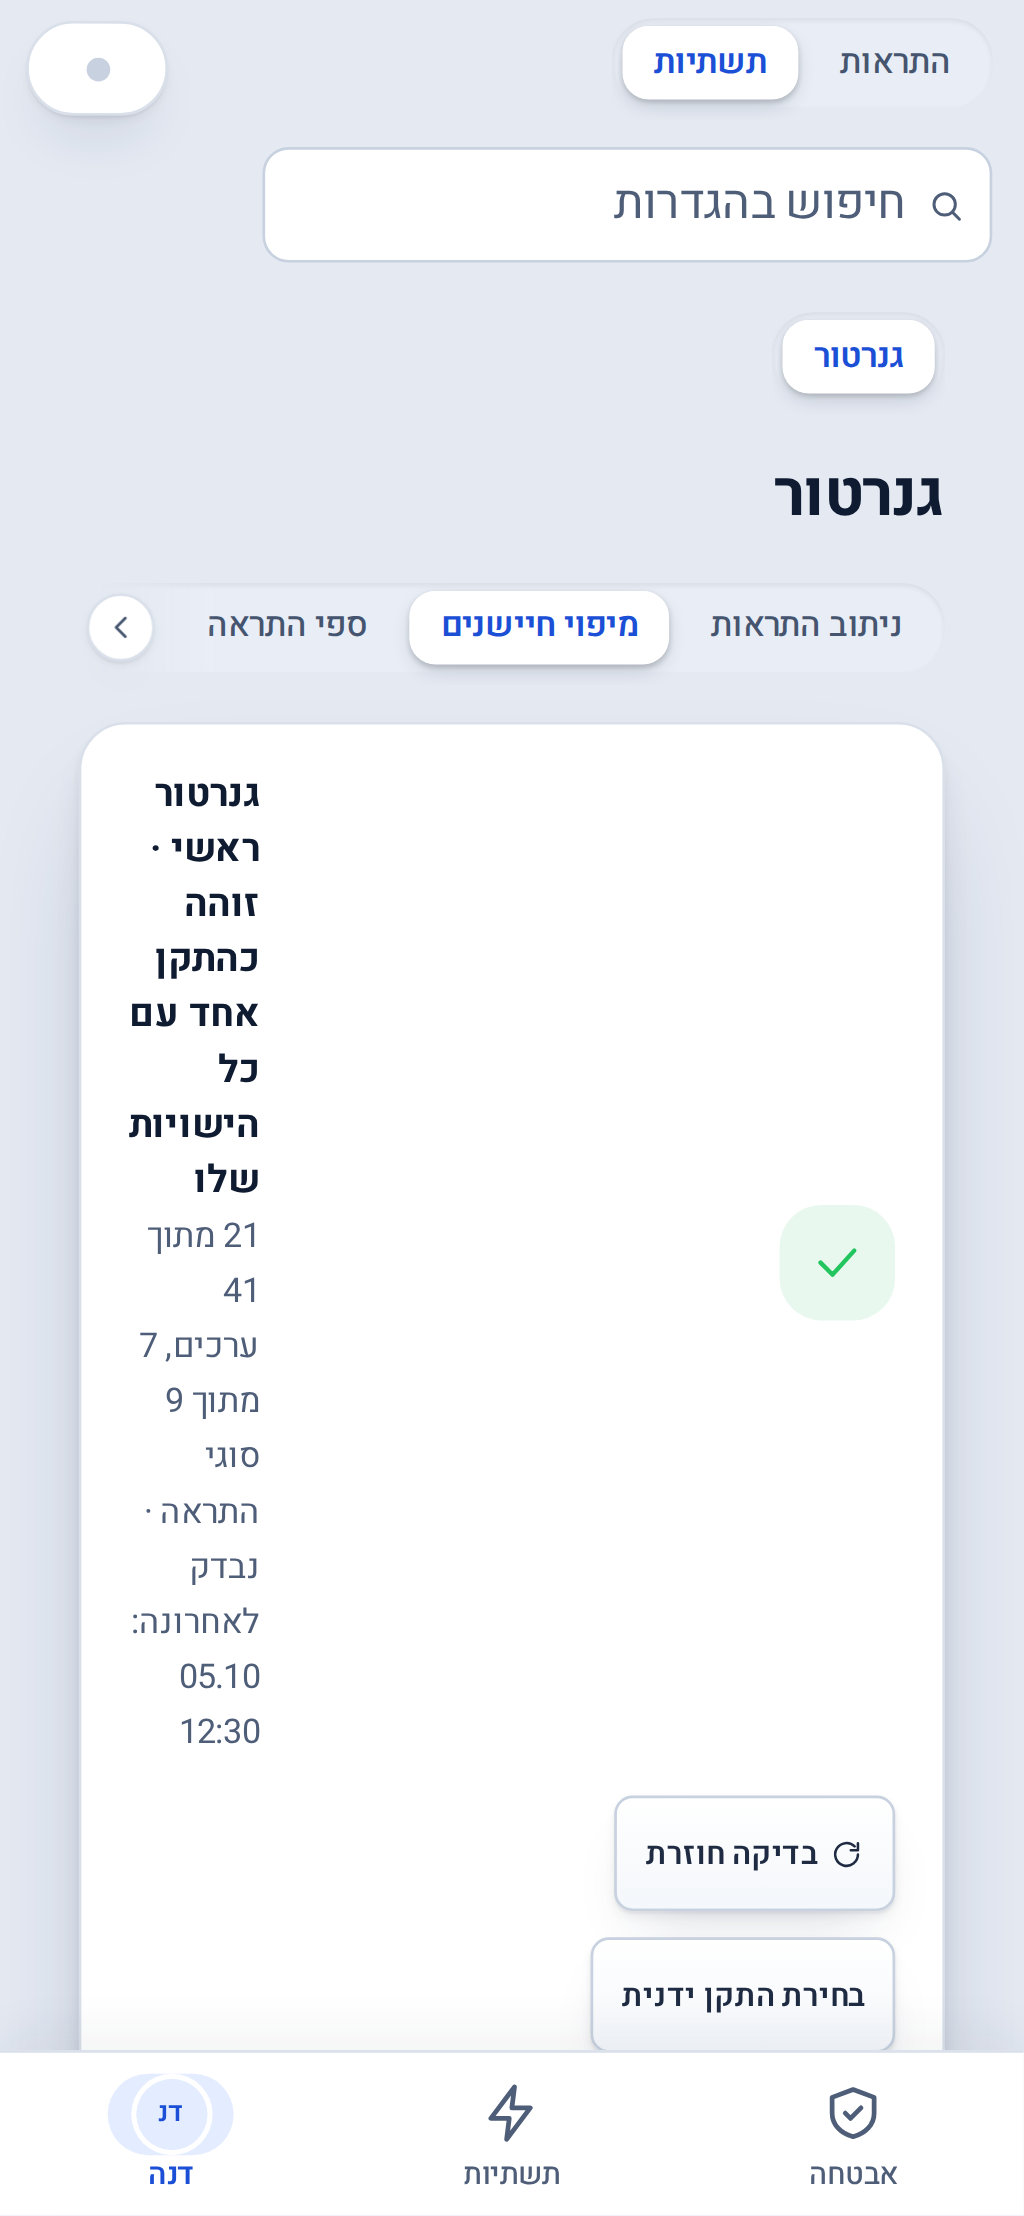 התראות
תשתיות
חיפוש בהגדרות
גנרטור
גנרטור
ניתוב התראות
מיפוי חיישנים
ספי התראה
גנרטור
ראשי ·
זוהה
כהתקן
אחד עם
כל
הישויות
שלו
21 מתוך
41
ערכים, 7
מתוך 9
סוגי
התראה ·
נבדק
לאחרונה:
05.10
12:30
בדיקה חוזרת
בחירת התקן ידנית
אבטחה
תשתיות
דנ
דנה